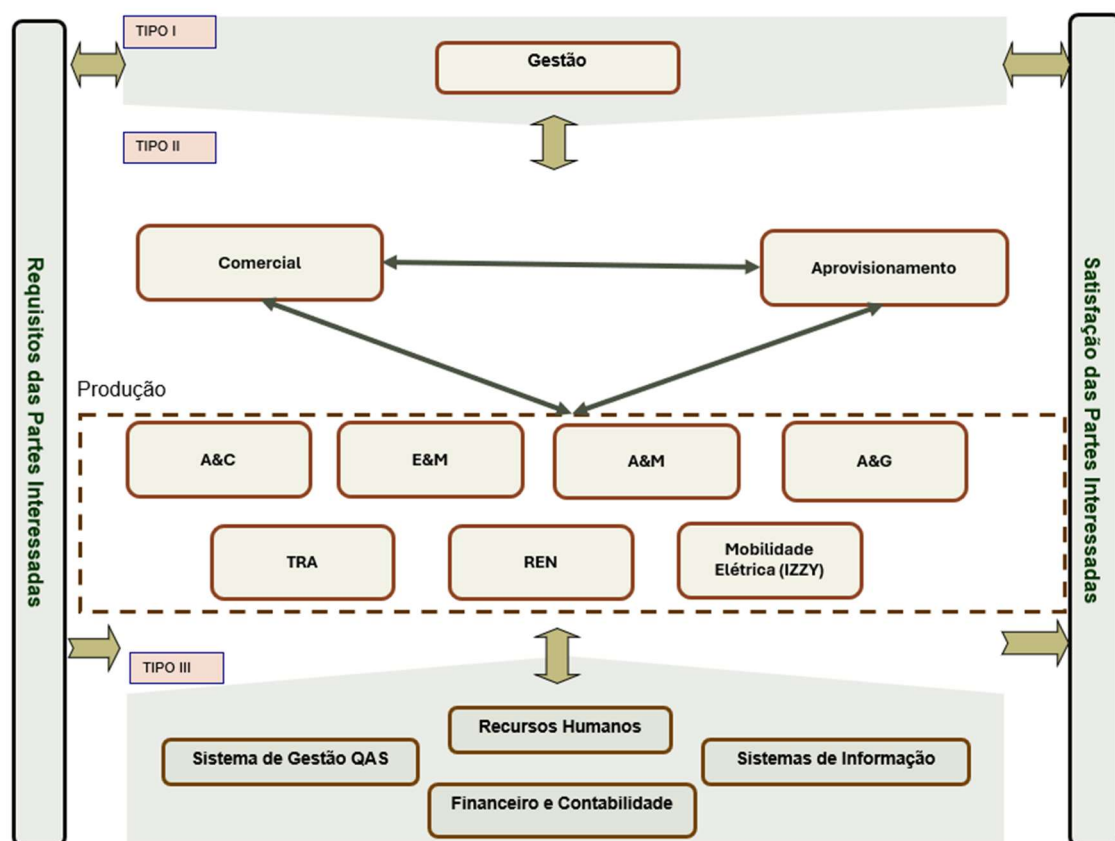 TIPO I
Gestão
TIPO II
Comercial
Aprovisionamento
Requisitos das Partes Interessadas
Satisfação das Partes Interessadas
Produção
A&C
E&M
A&M
A&G
TRA
REN
Mobilidade
Elétrica (IZZY)
TIPO III
Recursos Humanos
Sistema de Gestão QAS
Sistemas de Informação
Financeiro e Contabilidade